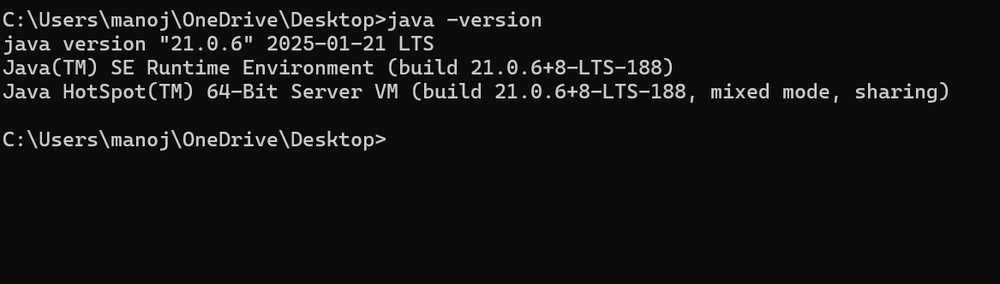 C:\Users\manoj\OneDrive\Desktop>java -version
java version "21.0.6" 2025-01-21 LTS
Java(TM) SE Runtime Environment (build 21.0.6+8-LTS-188)
Java HotSpot(TM) 64-Bit Server VM (build 21.0.6+8-LTS-188, mixed mode, sharing)
C:\Users\manoj\OneDrive\Desktop>